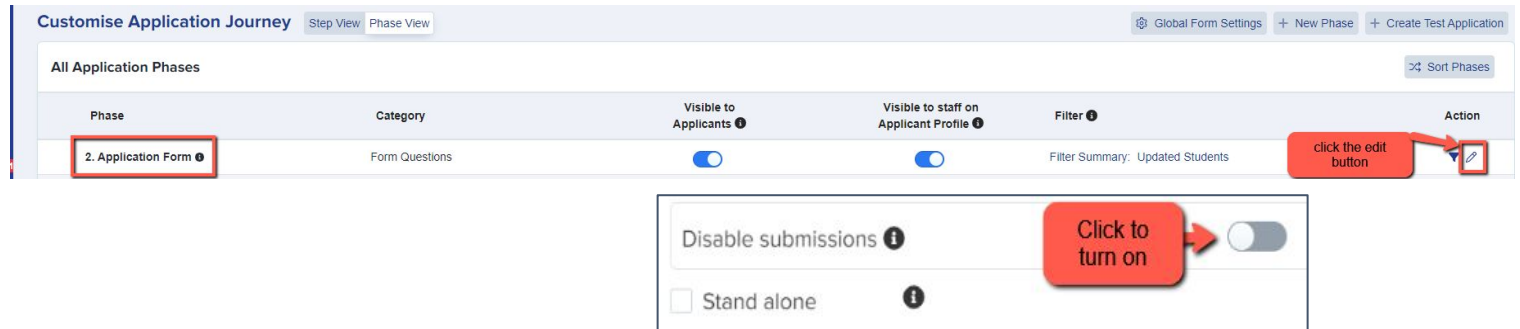 Customise Application Journey Step View Phase View Global Form Settings + New Phase + Create Test Application
All Application Phases Sort Phases
Phase Category Visible to Applicants Visible to staff on Applicant Profile Filter Action
2. Application Form Form Questions Filter Summary: Updated Students
click the edit
button
Disable submissions
Click to
turn on
Stand alone